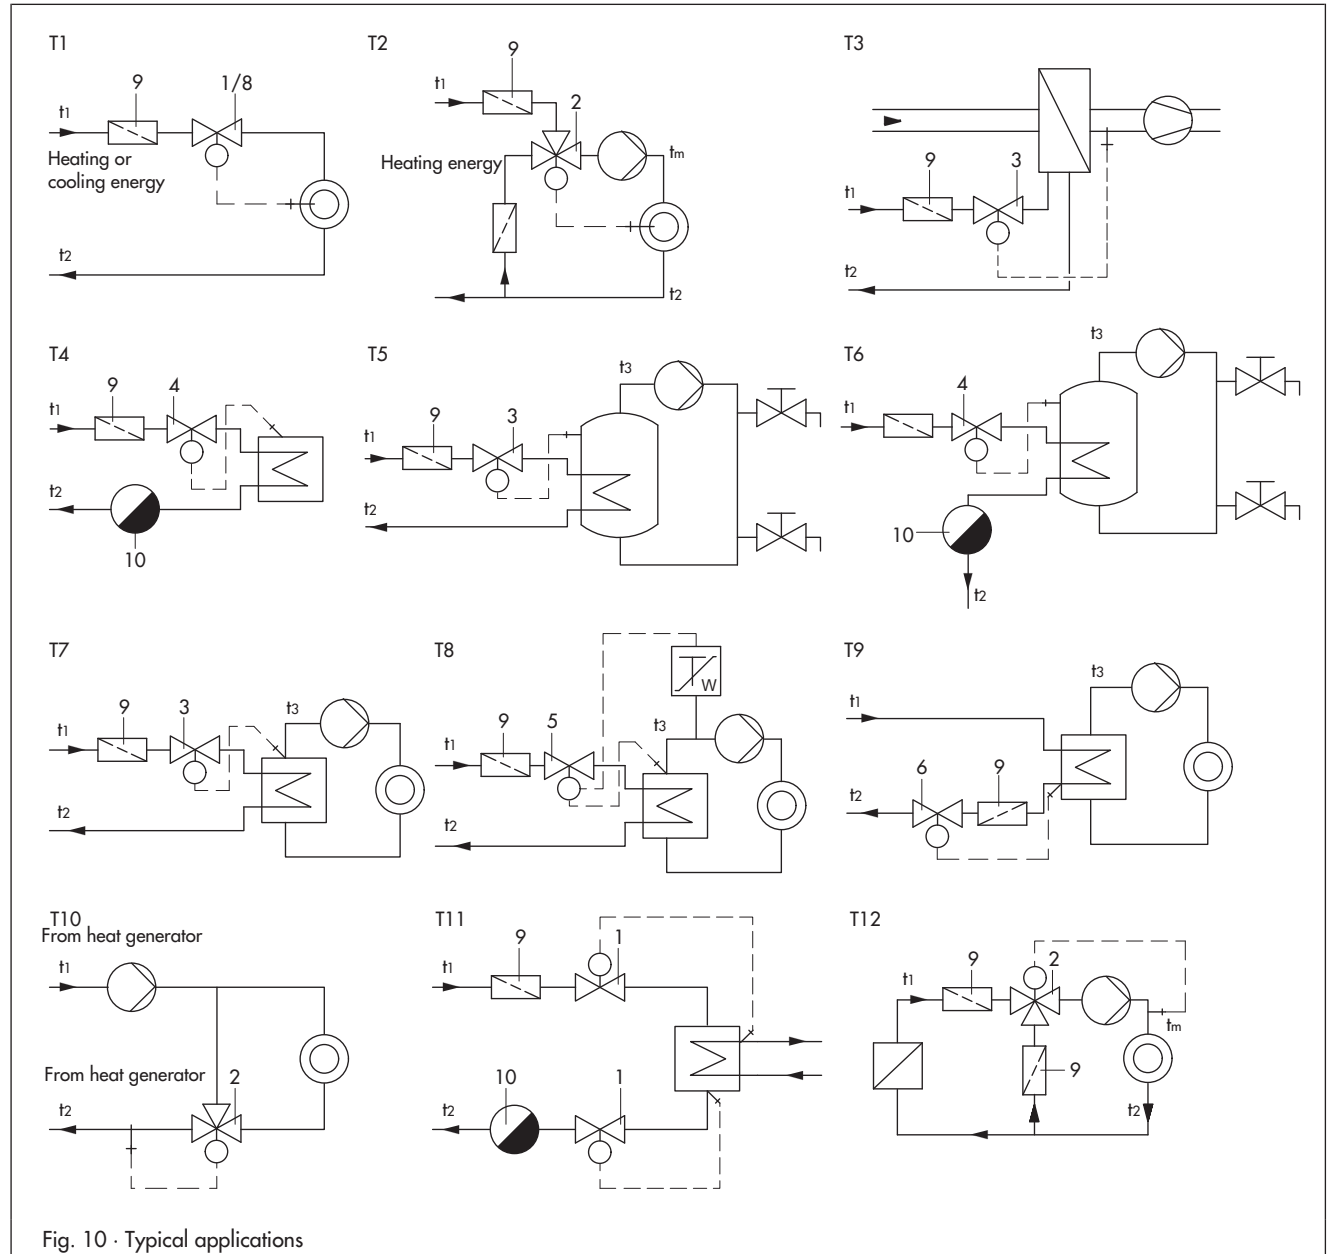 T1
9
1/8
t1
Heating or
cooling energy
t2
T2
9
t1
2
Heating energy
tm
t2
T3
9
3
t1
t2
T4
9
4
t1
t2
10
T5
t3
9
3
t1
t2
T6
t3
4
t1
10
t2
T7
9
3
t3
t1
t2
T8
W
9
5
t3
t1
t2
T9
t3
t1
6
9
t2
T10
From heat generator
t1
From heat generator
2
t2
T11
9
1
t1
10
1
t2
T12
9
2
t1
tm
9
t2
Fig. 10 · Typical applications